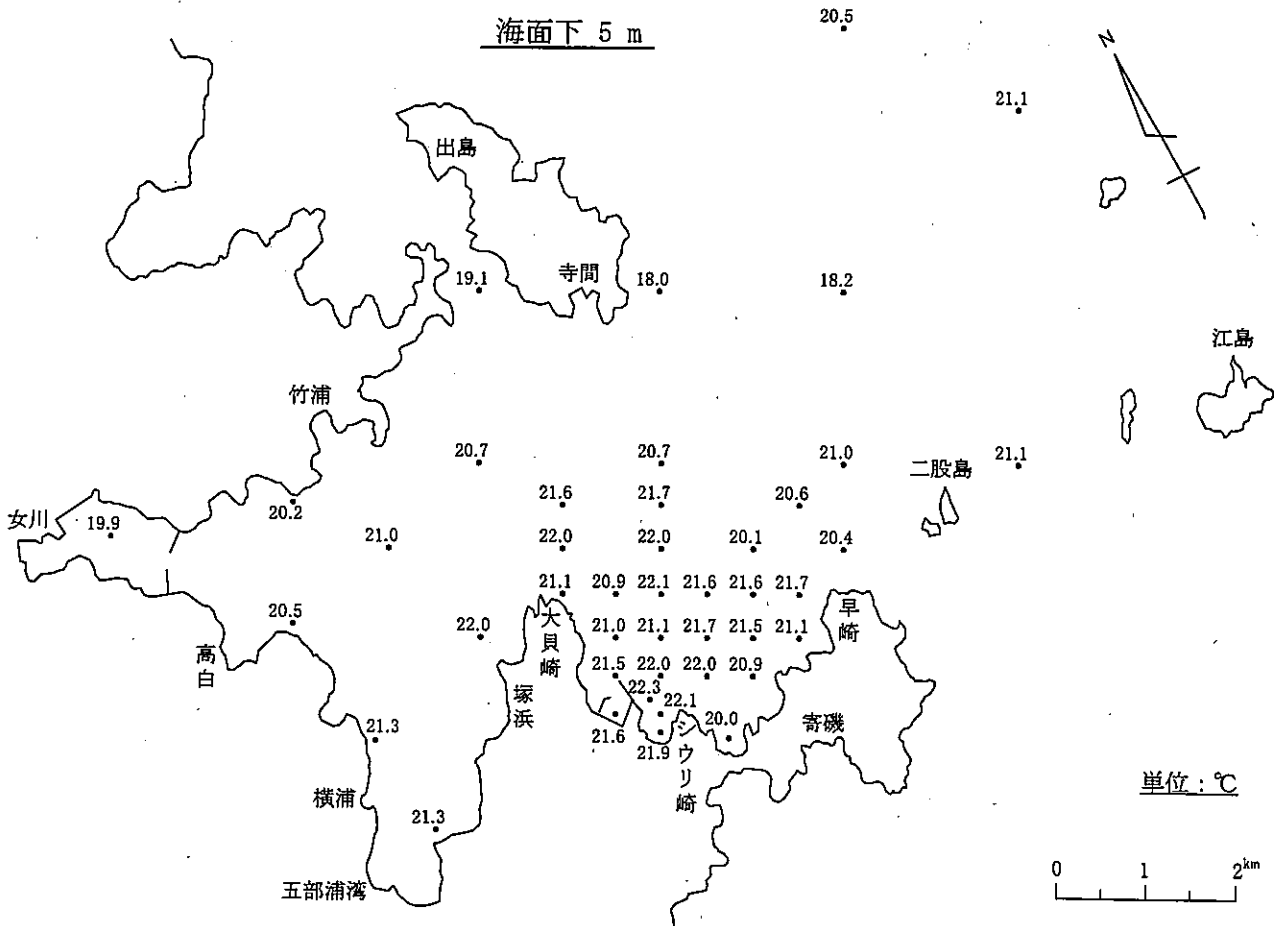 海面下 5 m
20.5
N
21.1
出島
寺間
19.1
18.0
18.2
江島
竹浦
20.7
20.7
21.0
二股島
21.1
女川
19.9
20.2
21.6
21.7
20.6
21.0
22.0
22.0
20.1
20.4
21.1
20.9
22.1
21.6
21.6
21.7
20.5
22.0
大貝崎
21.0
21.1
21.7
21.5
21.1
早崎
高白
塚浜
21.5
22.0
22.0
20.9
22.3
22.1
21.6
21.9
シウリ崎
20.0
寄磯
21.3
横浦
21.3
五部浦湾
単位：℃
0 1 2km